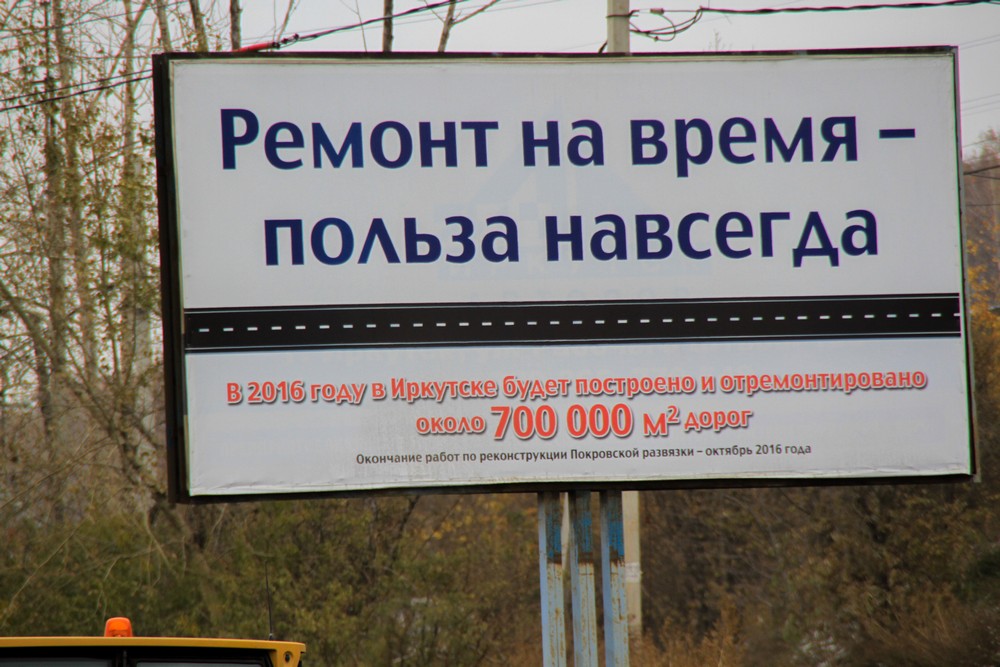 Ремонт на время –
польза навсегда
В 2016 году в Иркутске будет построено и отремонтировано
около 700 000 м² дорог
Окончание работ по реконструкции Покровской развязки – октябрь 2016 года